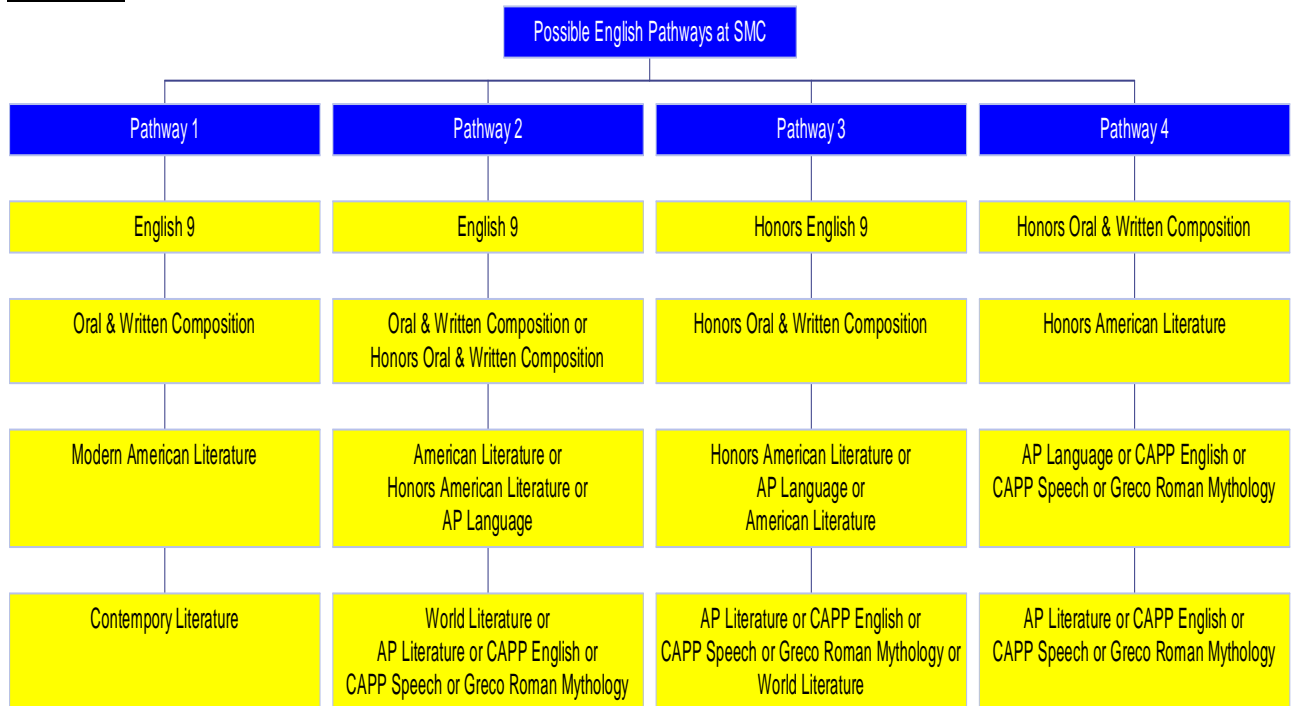 Possible English Pathways at SMC
Pathway 1
Pathway 2
Pathway 3
Pathway 4
English 9
English 9
Honors English 9
Honors Oral & Written Composition
Oral & Written Composition
Oral & Written Composition or
Honors Oral & Written Composition
Honors Oral & Written Composition
Honors American Literature
Modern American Literature
American Literature or
Honors American Literature or
AP Language
Honors American Literature or
AP Language or
American Literature
AP Language or CAPP English or
CAPP Speech or Greco Roman Mythology
Contempory Literature
World Literature or
AP Literature or CAPP English or
CAPP Speech or Greco Roman Mythology
AP Literature or CAPP English or
CAPP Speech or Greco Roman Mythology or
World Literature
AP Literature or CAPP English or
CAPP Speech or Greco Roman Mythology